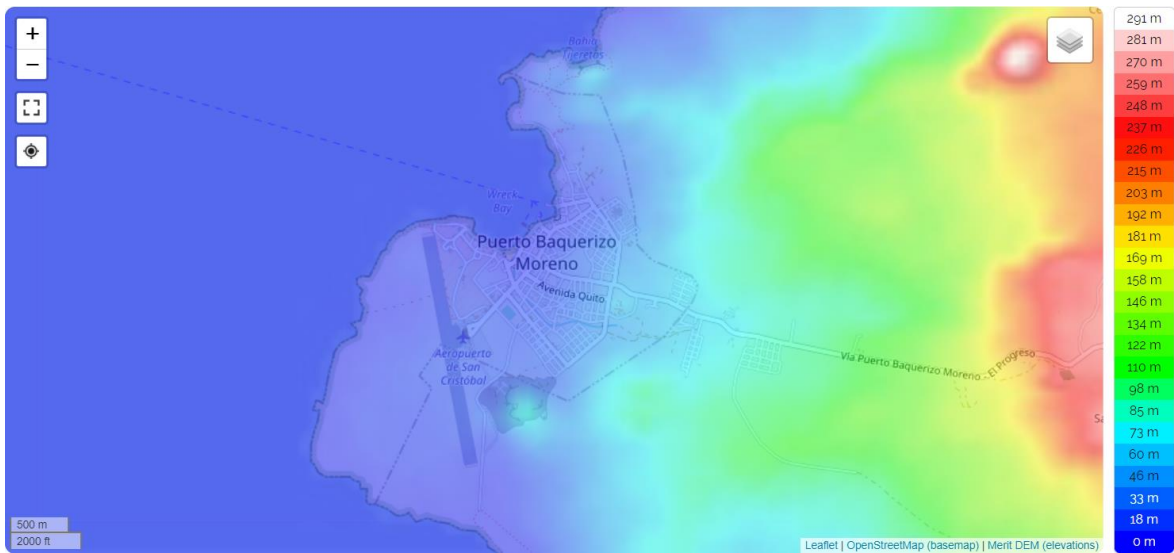 +
−
Bahía
Tijeretas
Ce
Wreck
Bay
Puerto Baquerizo
Moreno
Avenida Quito
Aeropuerto
de San
Cristóbal
Vía Puerto Baquerizo Moreno - El Progreso
Sa
500 m
2000 ft
Leaflet | OpenStreetMap (basemap) | Merit DEM (elevations)
291 m
281 m
270 m
259 m
248 m
237 m
226 m
215 m
203 m
192 m
181 m
169 m
158 m
146 m
134 m
122 m
110 m
98 m
85 m
73 m
60 m
46 m
33 m
18 m
0 m